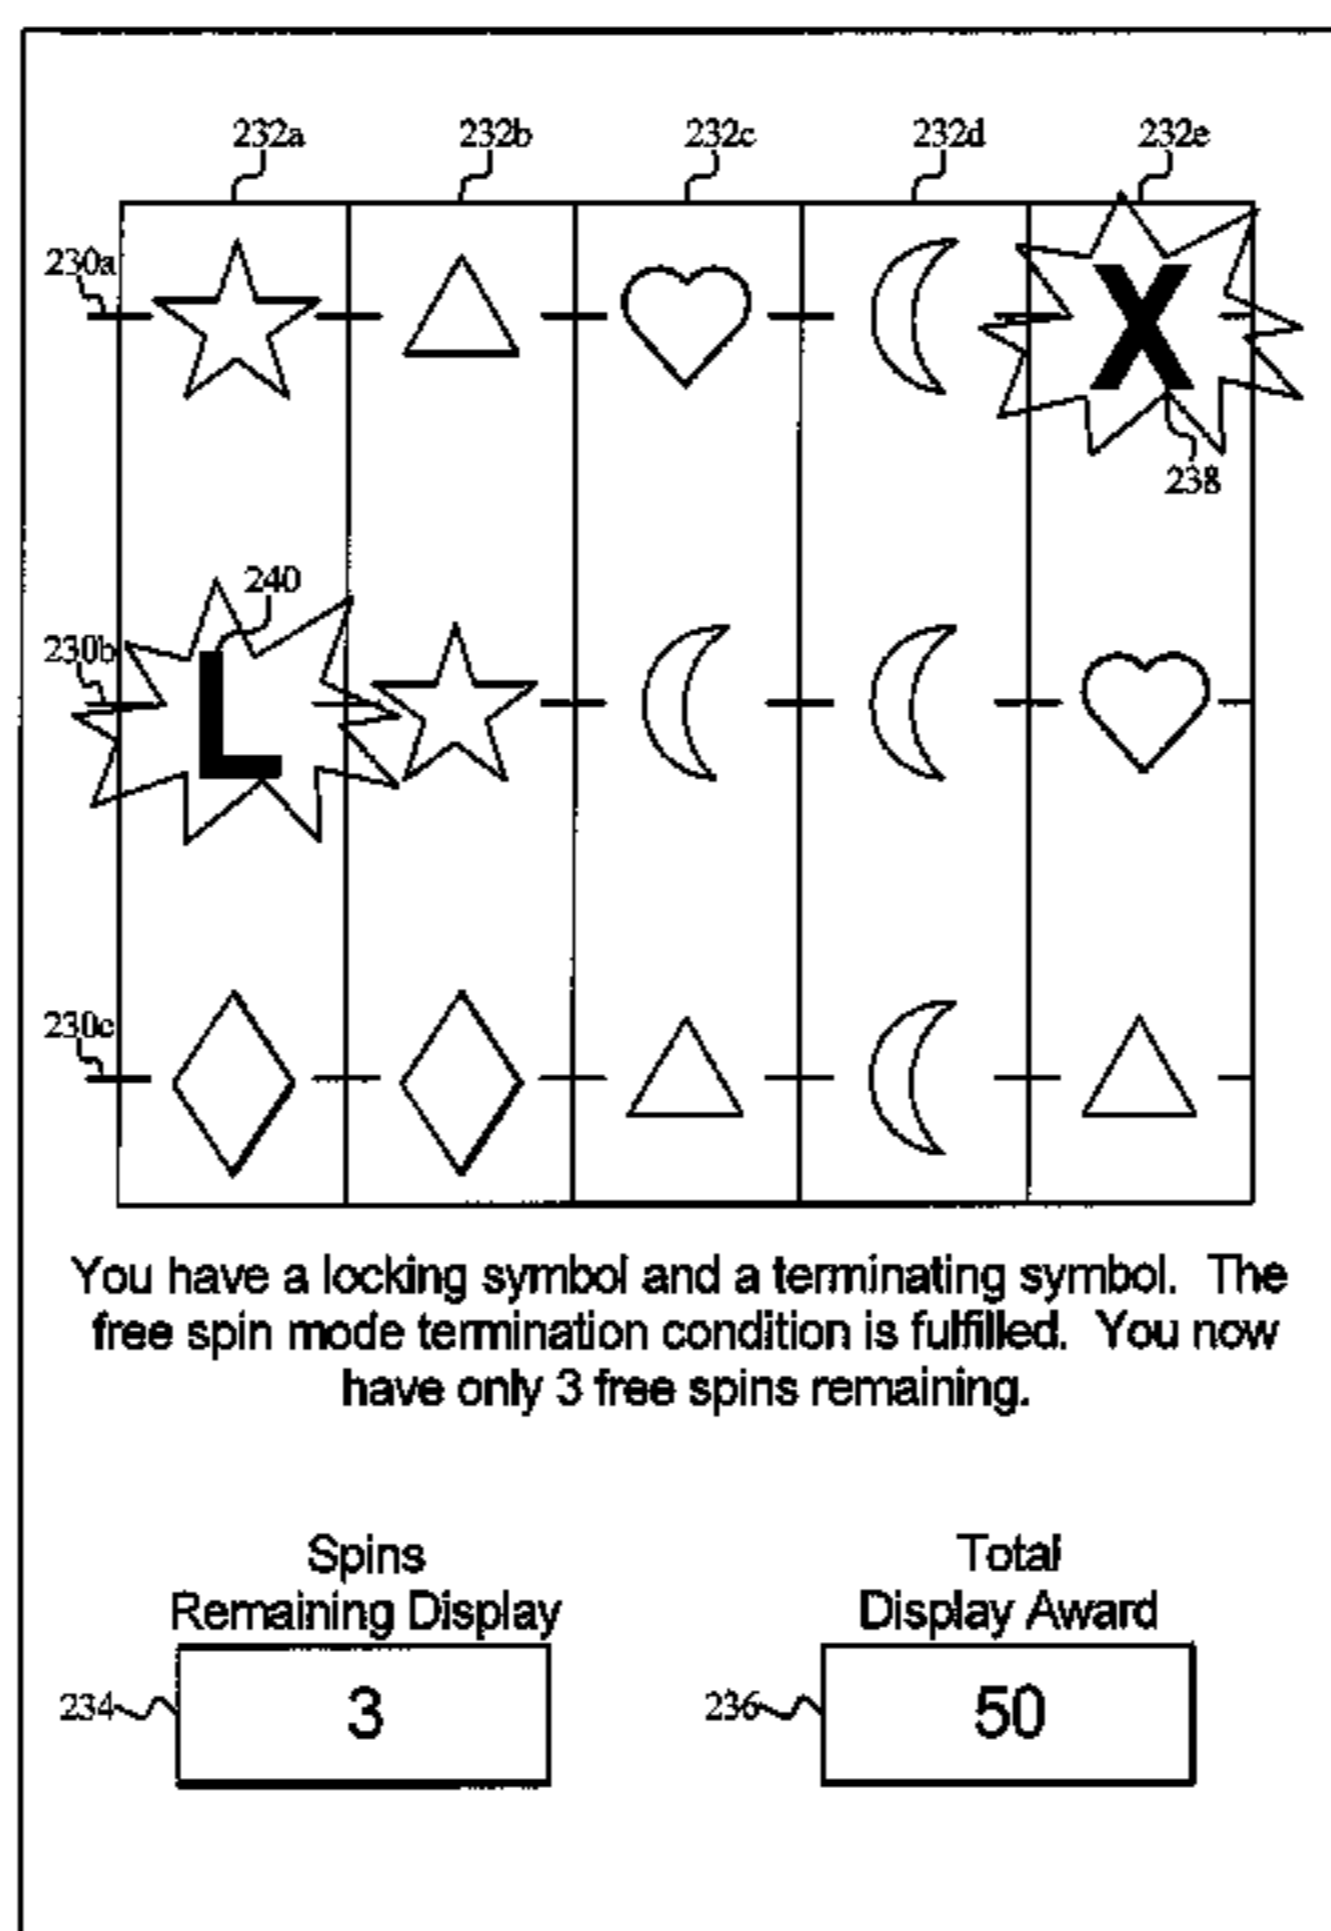 232a 232b 232c 232d 232e
230a
X
238
240
230b
L
230c
You have a locking symbol and a terminating symbol. The
free spin mode termination condition is fulfilled. You now
have only 3 free spins remaining.
Spins Total
Remaining Display Display Award
234 3 236 50